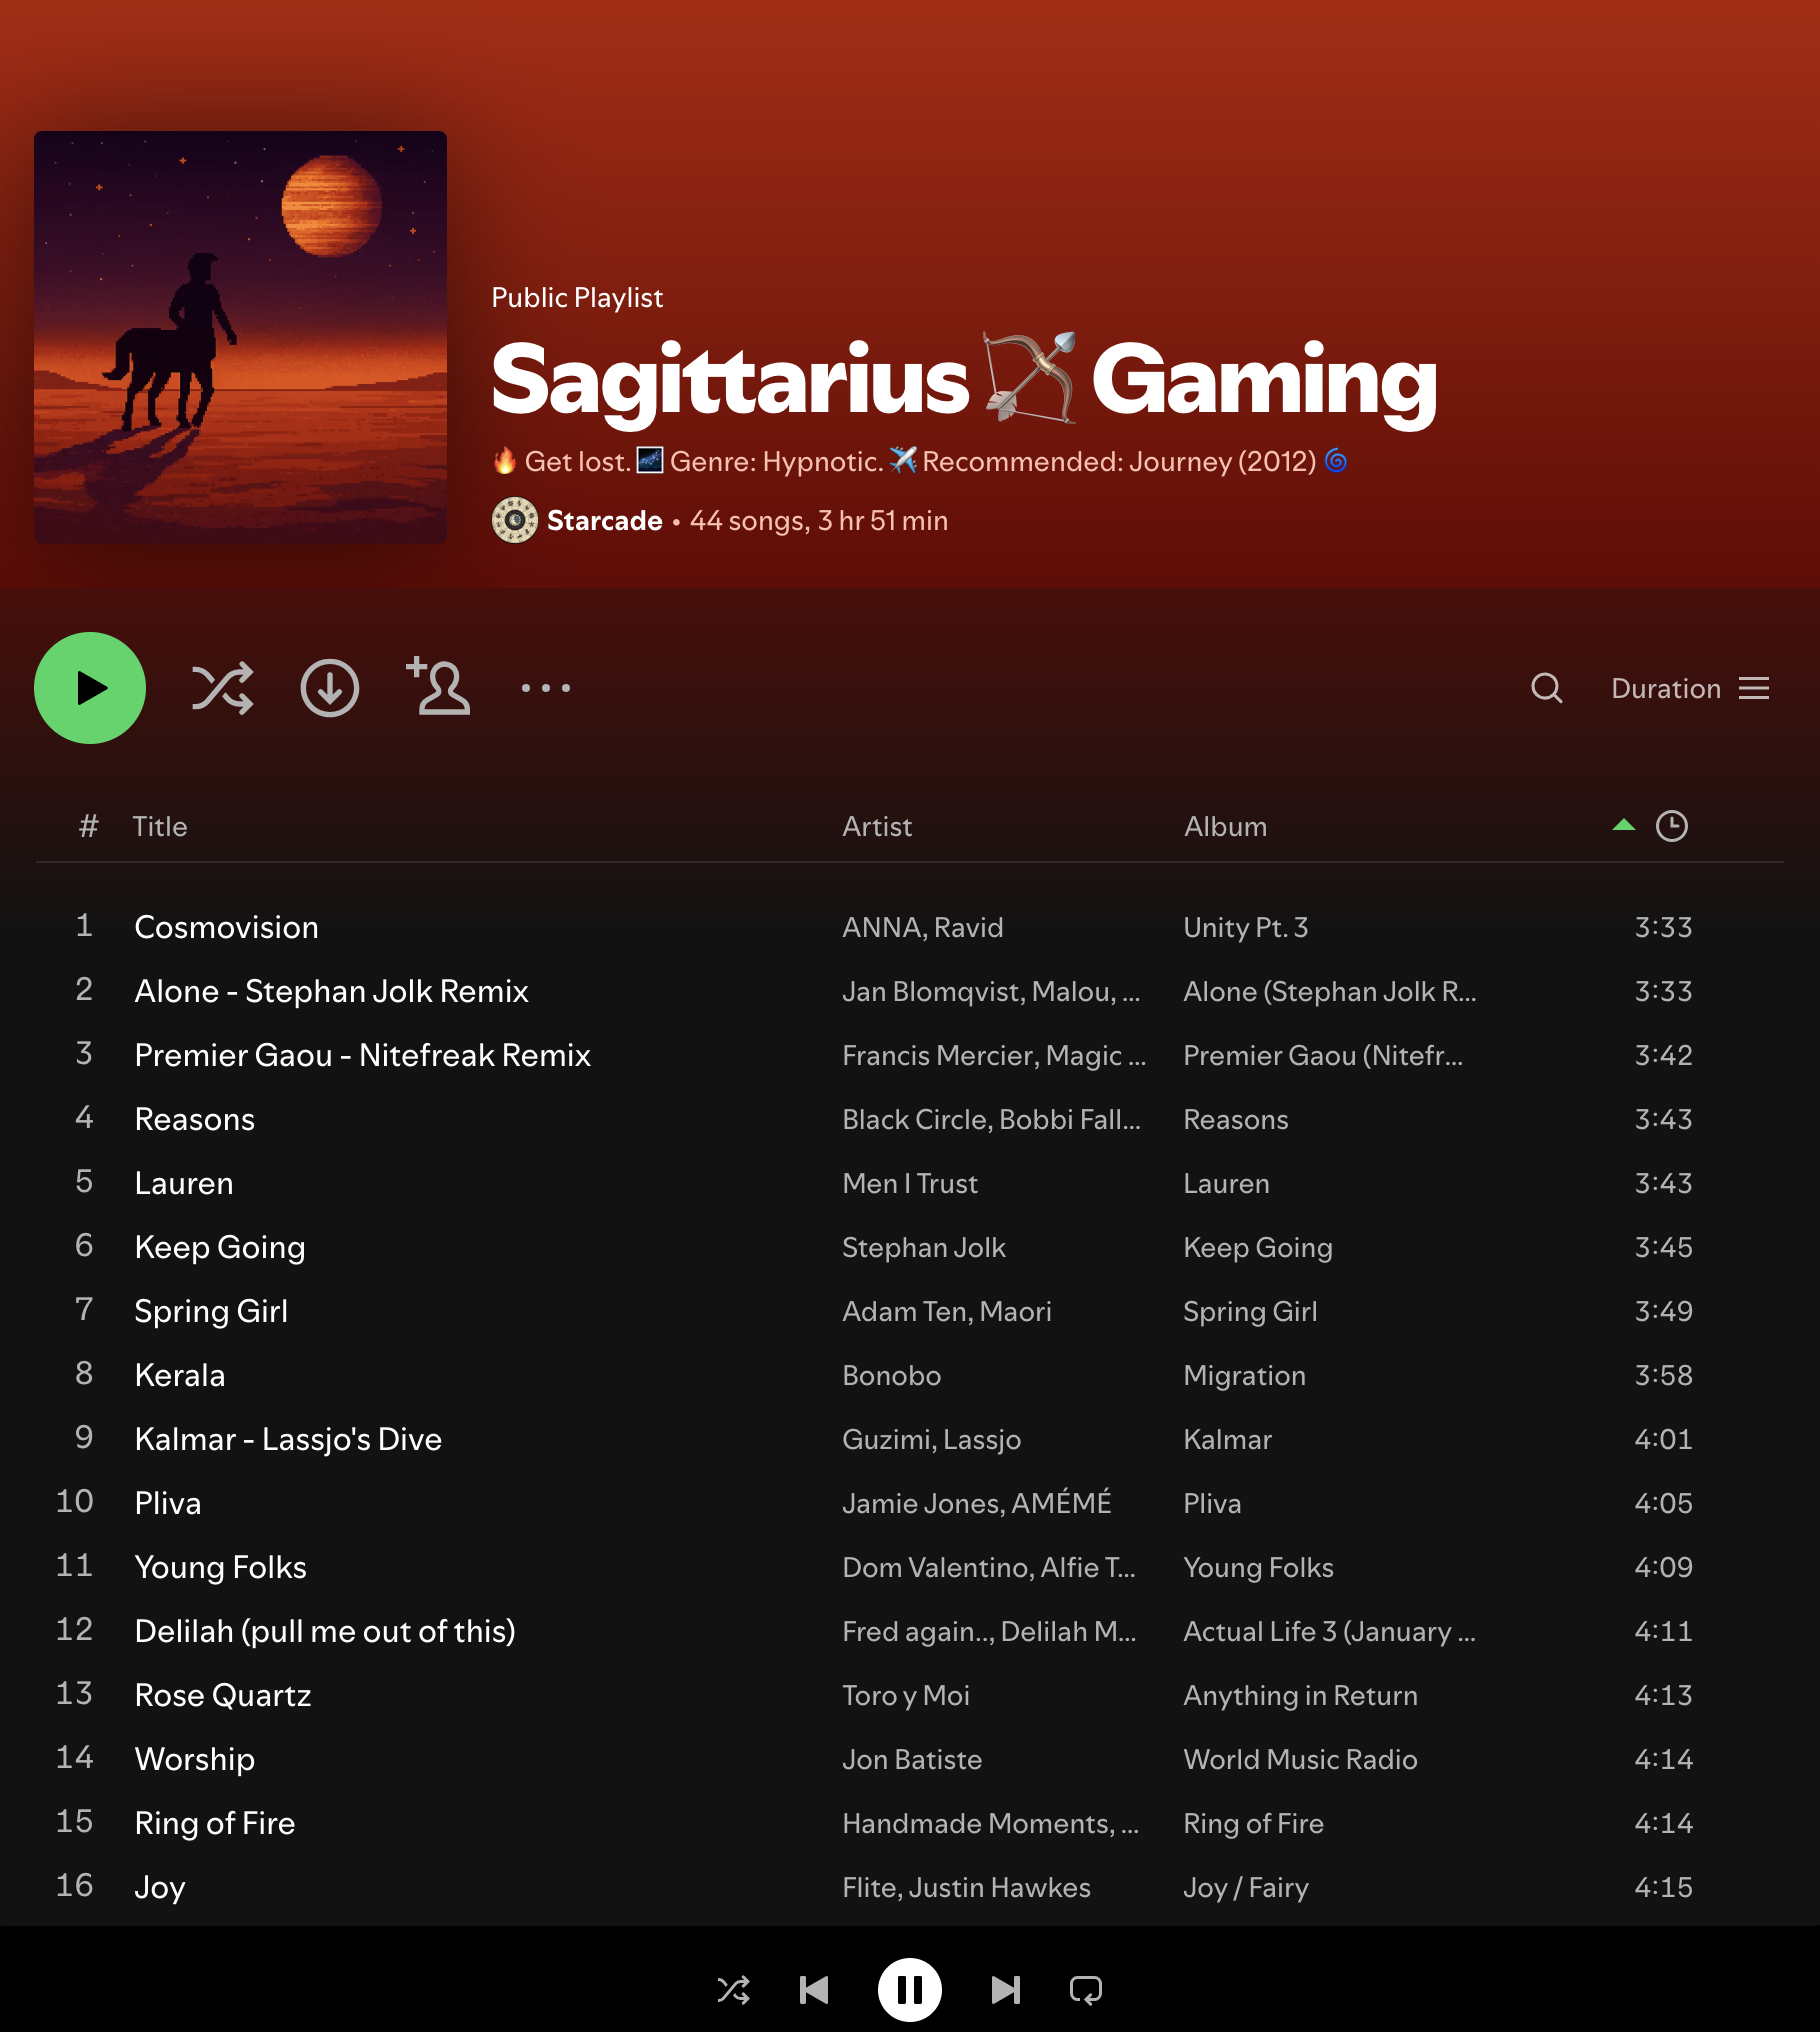 Public Playlist
Sagittarius🏹Gaming
🔥 Get lost.🌌 Genre: Hypnotic.✈️Recommended: Journey (2012) 🌀
Starcade • 44 songs, 3 hr 51 min
Duration
# Title Artist Album
1 Cosmovision ANNA, Ravid Unity Pt. 3 3:33
2 Alone - Stephan Jolk Remix Jan Blomqvist, Malou, ... Alone (Stephan Jolk R... 3:33
3 Premier Gaou - Nitefreak Remix Francis Mercier, Magic ... Premier Gaou (Nitefr... 3:42
4 Reasons Black Circle, Bobbi Fall... Reasons 3:43
5 Lauren Men I Trust Lauren 3:43
6 Keep Going Stephan Jolk Keep Going 3:45
7 Spring Girl Adam Ten, Maori Spring Girl 3:49
8 Kerala Bonobo Migration 3:58
9 Kalmar - Lassjo's Dive Guzimi, Lassjo Kalmar 4:01
10 Pliva Jamie Jones, AMÉMÉ Pliva 4:05
11 Young Folks Dom Valentino, Alfie T... Young Folks 4:09
12 Delilah (pull me out of this) Fred again.., Delilah M... Actual Life 3 (January ... 4:11
13 Rose Quartz Toro y Moi Anything in Return 4:13
14 Worship Jon Batiste World Music Radio 4:14
15 Ring of Fire Handmade Moments, ... Ring of Fire 4:14
16 Joy Flite, Justin Hawkes Joy / Fairy 4:15